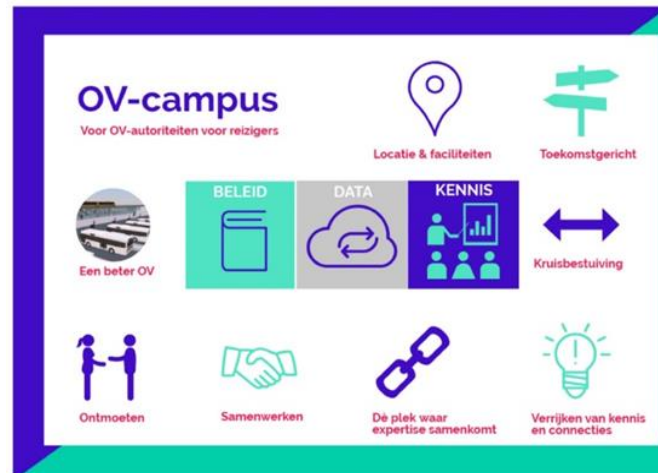 OV-campus
Voor OV-autoriteiten voor reizigers
Locatie & faciliteiten
Toekomstgericht
BELEID
DATA
KENNIS
Een beter OV
Kruisbestuiving
Ontmoeten
Samenwerken
Dè plek waar
expertise samenkomt
Verrijken van kennis
en connecties